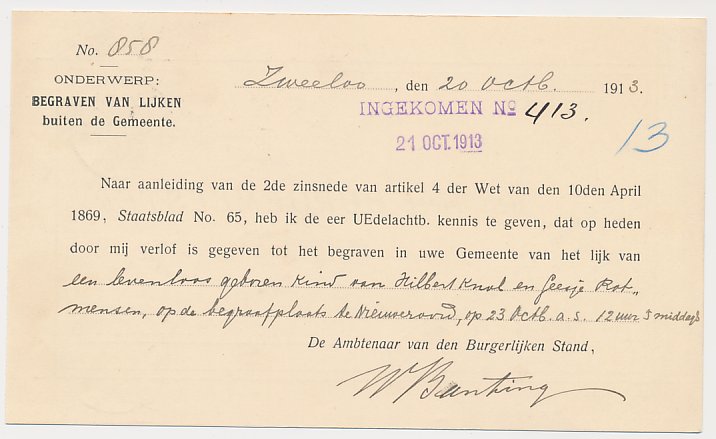 No. 858
ONDERWERP:
BEGRAVEN VAN LIJKEN
buiten de Gemeente.
Zweeloo, den 20 Octb. 1913.
INGEKOMEN No 413.
21 OCT. 1913
13
Naar aanleiding van de 2de zinsnede van artikel 4 der Wet van den 10den April
1869, Staatsblad No. 65, heb ik de eer UEdelachtb. kennis te geven, dat op heden
door mij verlof is gegeven tot het begraven in uwe Gemeente van het lijk van
een levenloos geboren kind van Hilbert Knol en Geesje Rot„
mensen, op de begraafplaats te Nieuweroord, op 23 Octb. a.s. 12 uur 's middags
De Ambtenaar van den Burgerlijken Stand,
W Banting